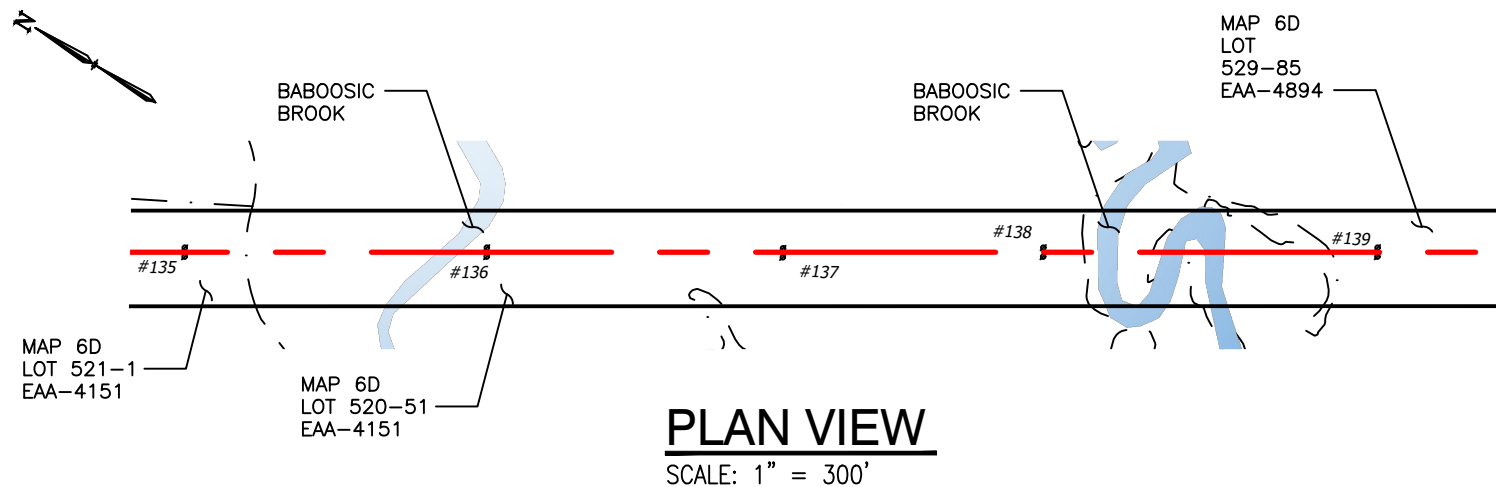 N
BABOOSIC
BROOK
BABOOSIC
BROOK
MAP 6D
LOT
529-85
EAA-4894
#135
#136
#137
#138
#139
MAP 6D
LOT 521-1
EAA-4151
MAP 6D
LOT 520-51
EAA-4151
PLAN VIEW
SCALE: 1" = 300'